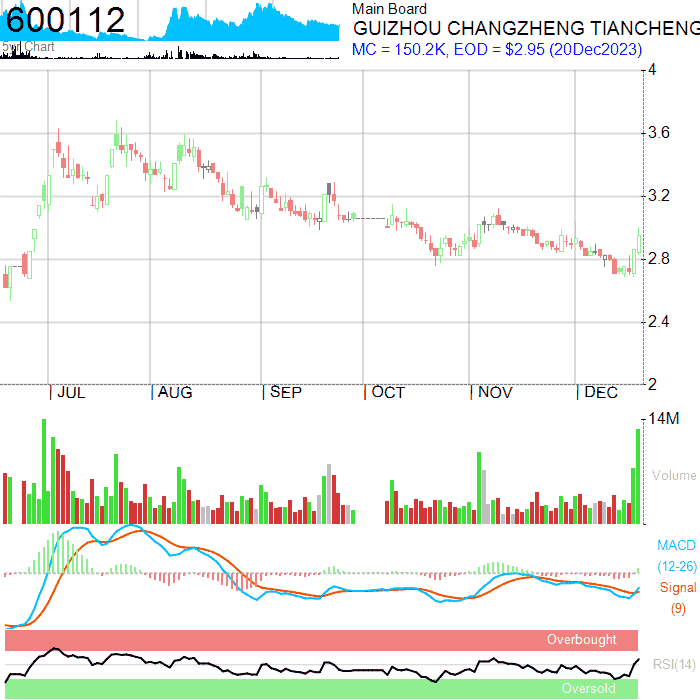 600112
5yr Chart
Main Board
GUIZHOU CHANGZHENG TIANCHENG
MC = 150.2K, EOD = $2.95 (20Dec2023)
4
3.6
3.2
2.8
2.4
2
JUL AUG SEP OCT NOV DEC
14M
Volume
MACD
(12-26)
Signal
(9)
Overbought
RSI(14)
Oversold